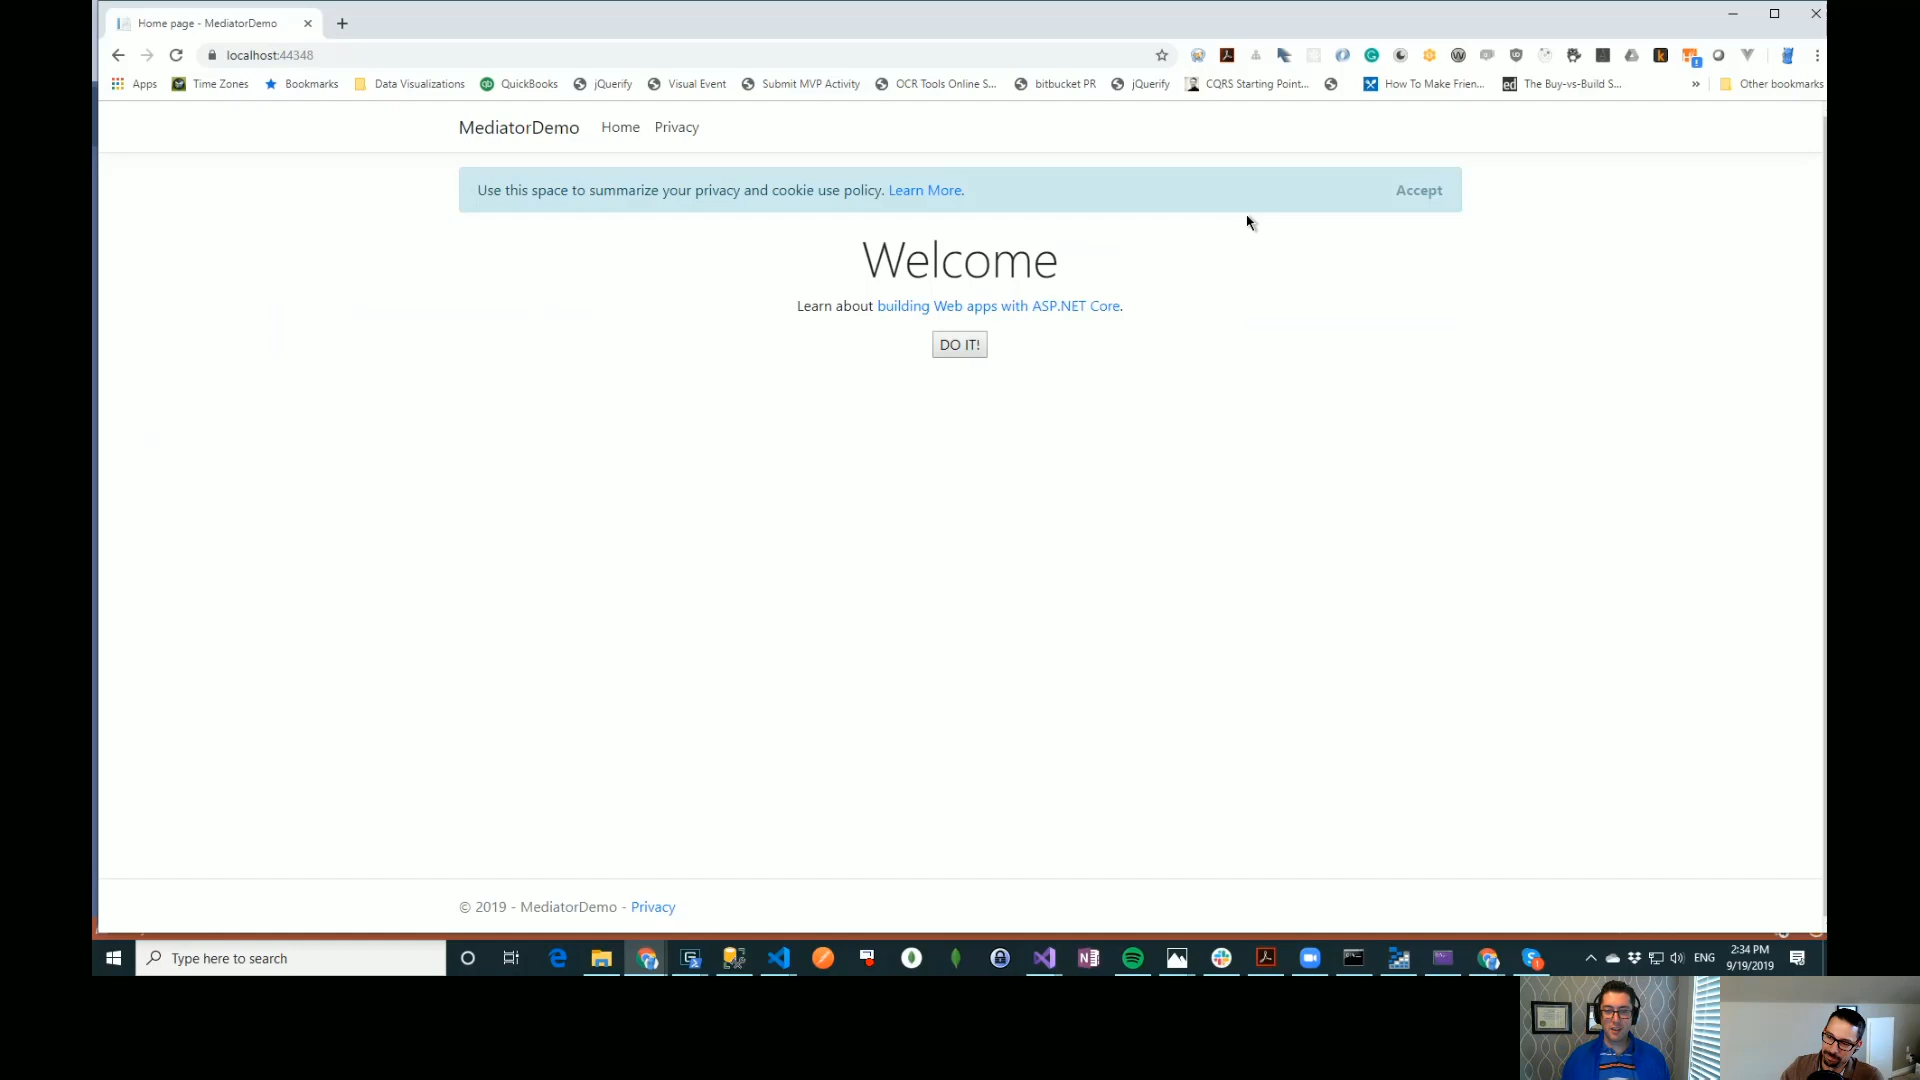 Home page - MediatorDemo
localhost:44348
Apps Time Zones Bookmarks Data Visualizations QuickBooks jQuerify Visual Event Submit MVP Activity OCR Tools Online S... bitbucket PR jQuerify CQRS Starting Point... How To Make Frien... The Buy-vs-Build S... » Other bookmarks
MediatorDemo Home Privacy
Use this space to summarize your privacy and cookie use policy. Learn More. Accept
Welcome
Learn about building Web apps with ASP.NET Core.
DO IT!
© 2019 - MediatorDemo - Privacy
Type here to search
ENG
2:34 PM
9/19/2019